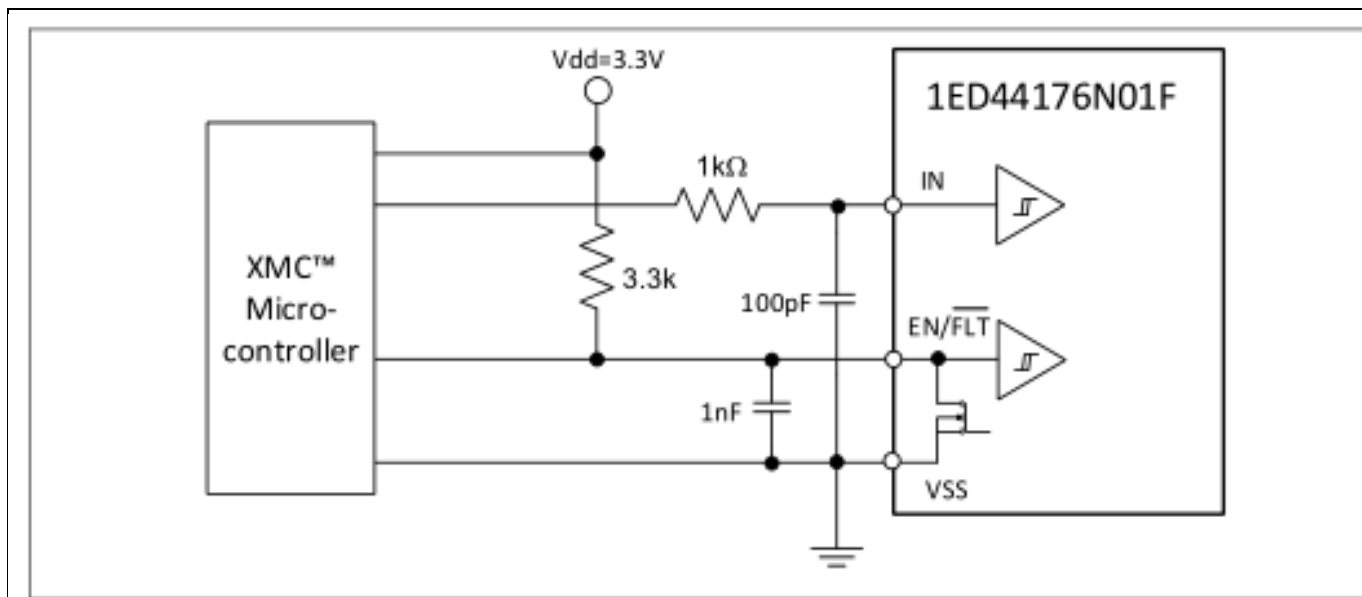 Vdd=3.3V
1ED44176N01F
1kΩ
IN
XMC™
Micro-
controller
3.3k
100pF
EN/FLT
1nF
VSS